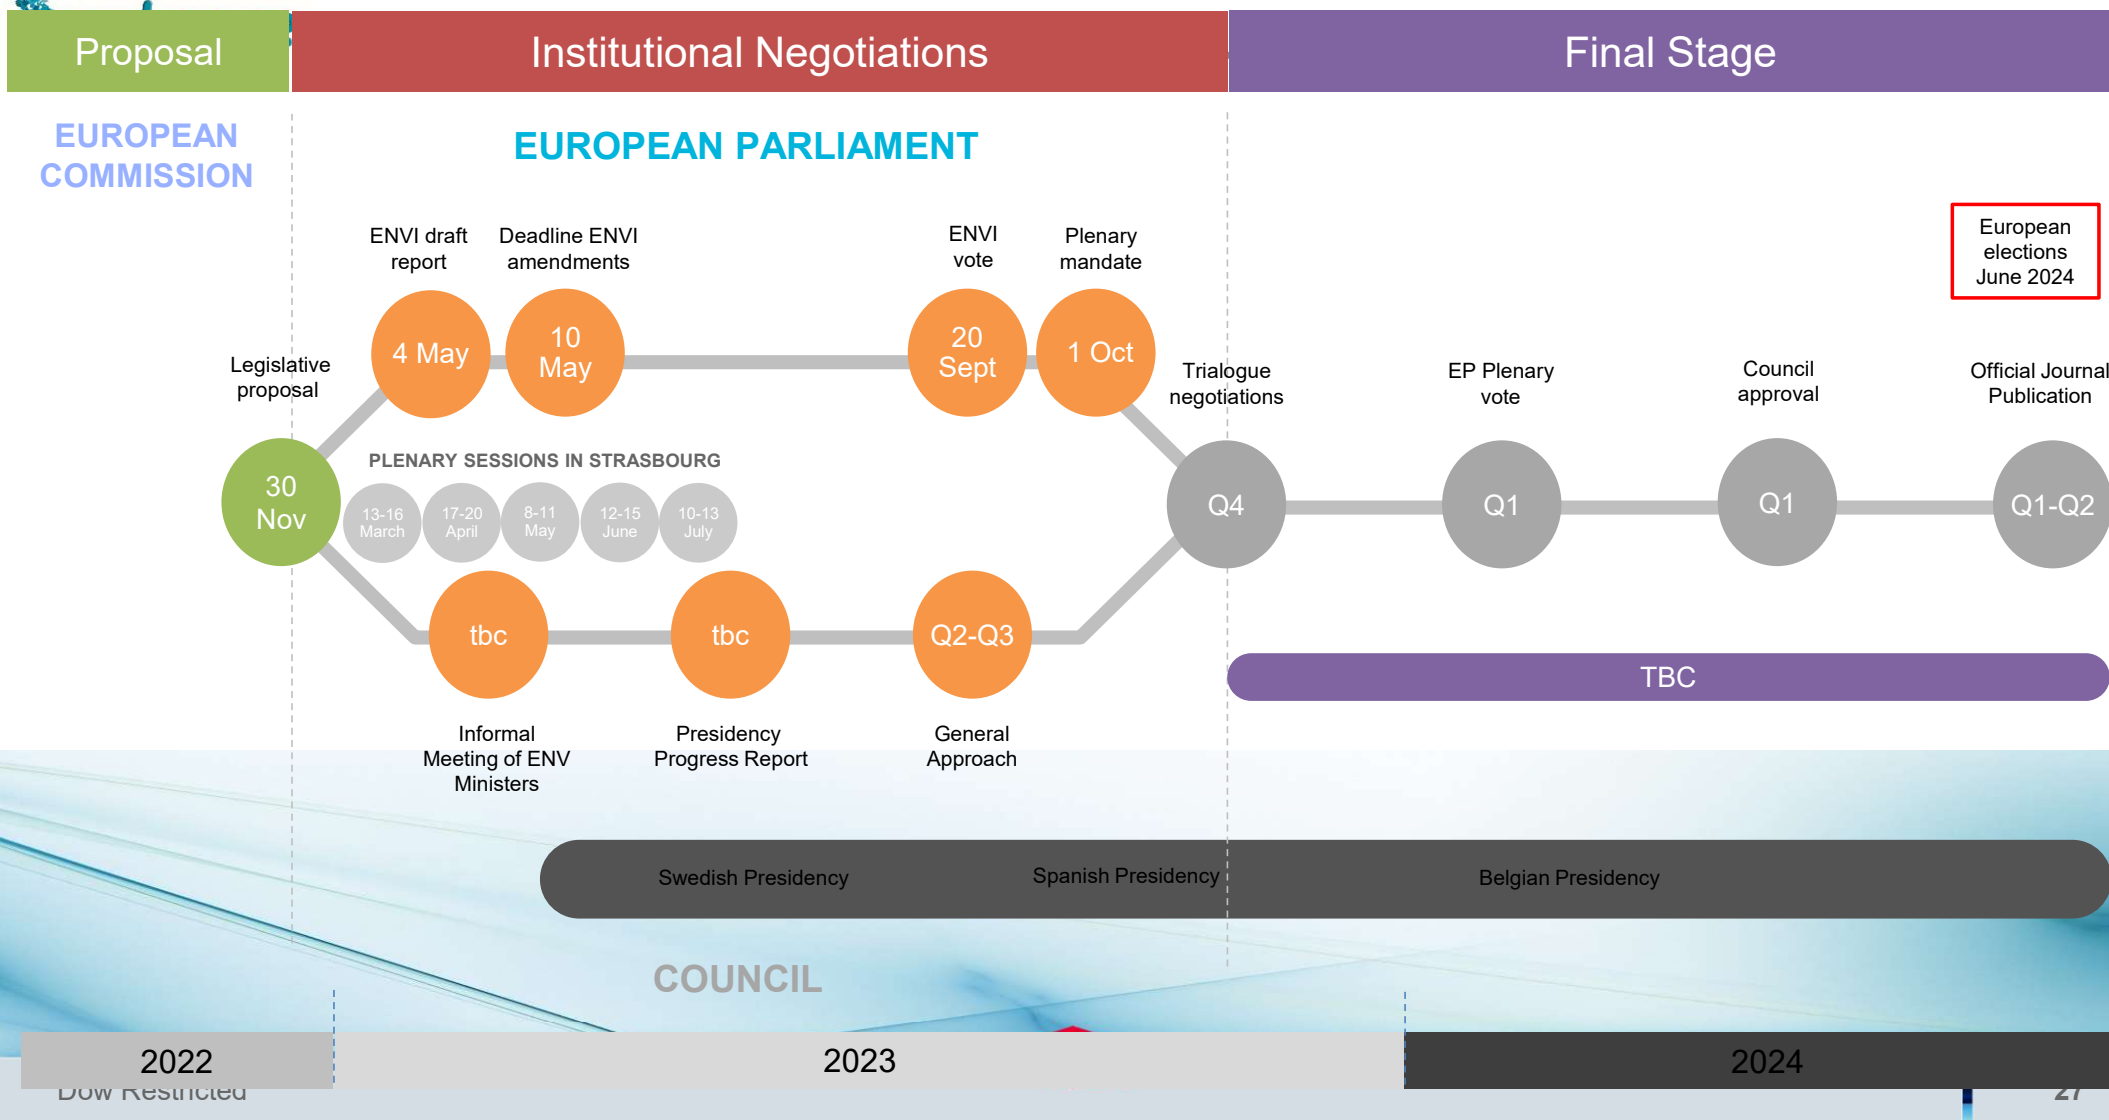 Proposal
Institutional Negotiations
Final Stage
EUROPEAN
COMMISSION
EUROPEAN PARLIAMENT
European
elections
June 2024
ENVI draft
report
Deadline ENVI
amendments
ENVI
vote
Plenary
mandate
4 May
10
May
20
Sept
1 Oct
Legislative
proposal
Trialogue
negotiations
EP Plenary
vote
Council
approval
Official Journal
Publication
30
Nov
PLENARY SESSIONS IN STRASBOURG
13-16
March
17-20
April
8-11
May
12-15
June
10-13
July
Q4
Q1
Q1
Q1-Q2
tbc
tbc
Q2-Q3
TBC
Informal
Meeting of ENV
Ministers
Presidency
Progress Report
General
Approach
Swedish Presidency
Spanish Presidency
Belgian Presidency
COUNCIL
2022
2023
2024
Dow Restricted
27